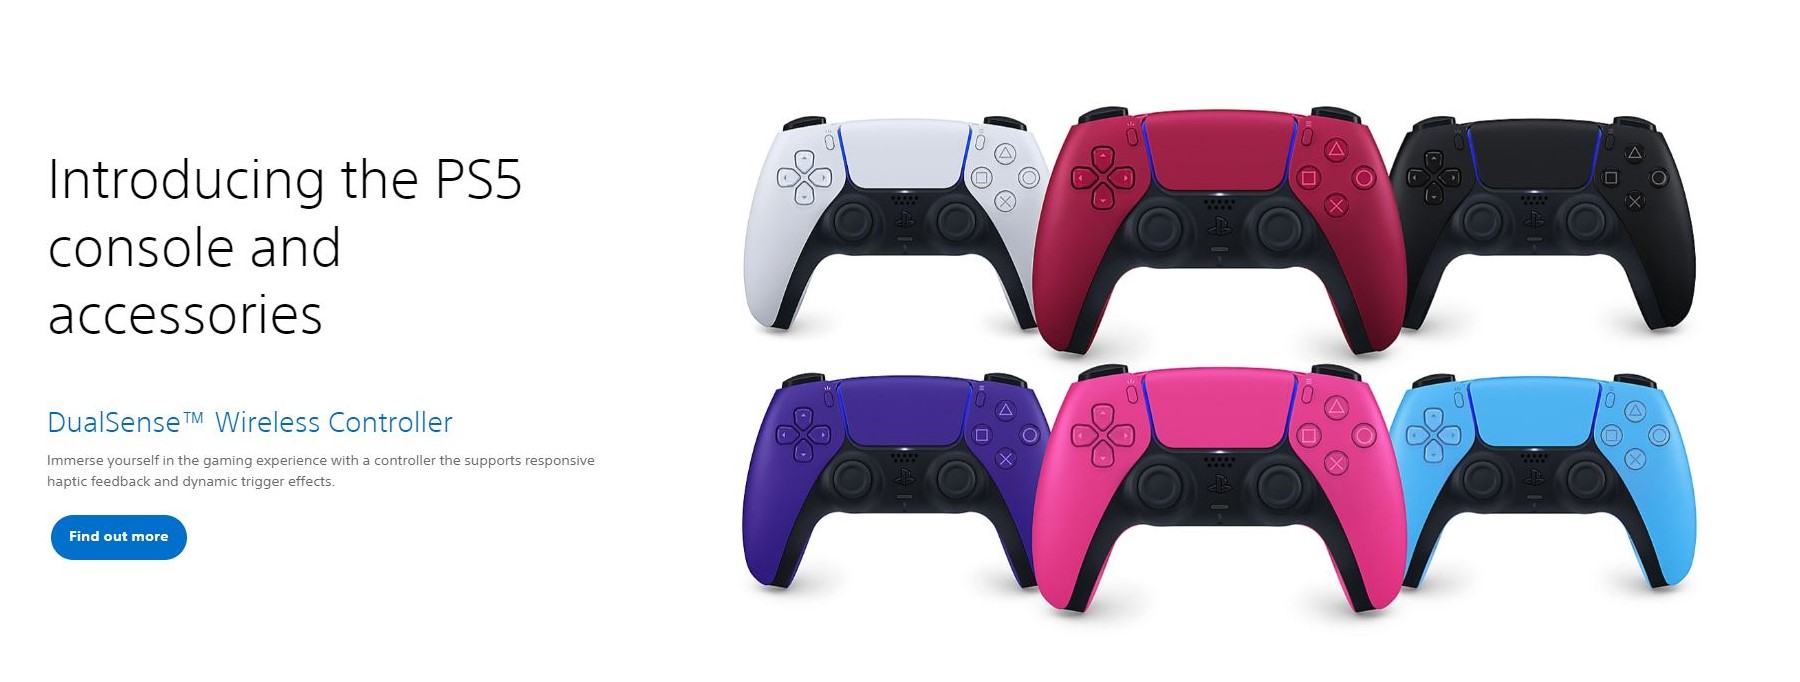 Introducing the PS5
console and
accessories
DualSense™ Wireless Controller
Immerse yourself in the gaming experience with a controller the supports responsive
haptic feedback and dynamic trigger effects.
Find out more